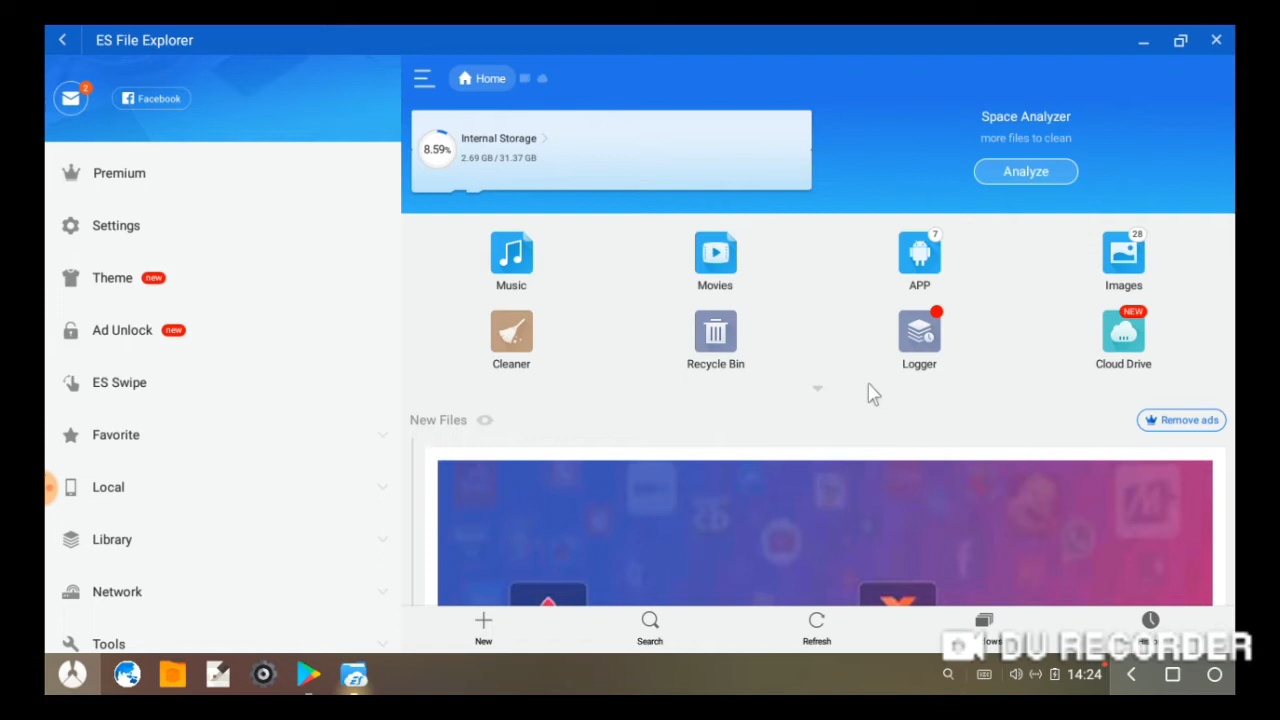 ES File Explorer
2
Facebook
Home
Premium
Settings
Theme new
Ad Unlock new
ES Swipe
Favorite
Local
Library
Network
Tools
8.59%
Internal Storage
2.69 GB / 31.37 GB
Space Analyzer
more files to clean
Analyze
7
28
Music
Movies
APP
Images
NEW
Cleaner
Recycle Bin
Logger
Cloud Drive
New Files
Remove ads
New
Search
Refresh
DU RECORDER
14:24